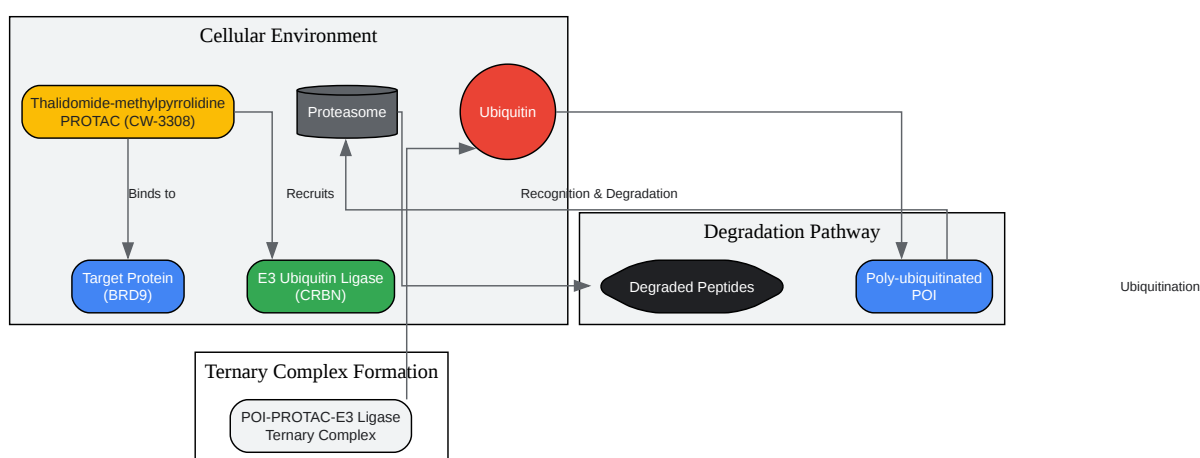 Cellular Environment
Thalidomide-methylpyrrolidine
PROTAC (CW-3308)
Proteasome
Ubiquitin
Binds to
Recruits
Recognition & Degradation
Target Protein
(BRD9)
E3 Ubiquitin Ligase
(CRBN)
Degradation Pathway
Degraded Peptides
Poly-ubiquitinated
POI
Ubiquitination
Ternary Complex Formation
POI-PROTAC-E3 Ligase
Ternary Complex